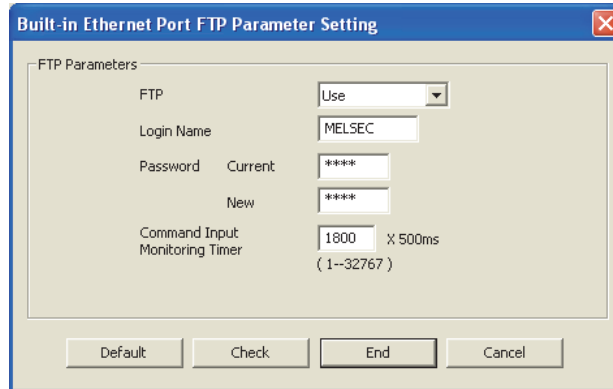 Built-in Ethernet Port FTP Parameter Setting
FTP Parameters
FTP Use
Login Name MELSEC
Password Current ****
New ****
Command Input
Monitoring Timer 1800 X 500ms
( 1--32767 )
Default Check End Cancel